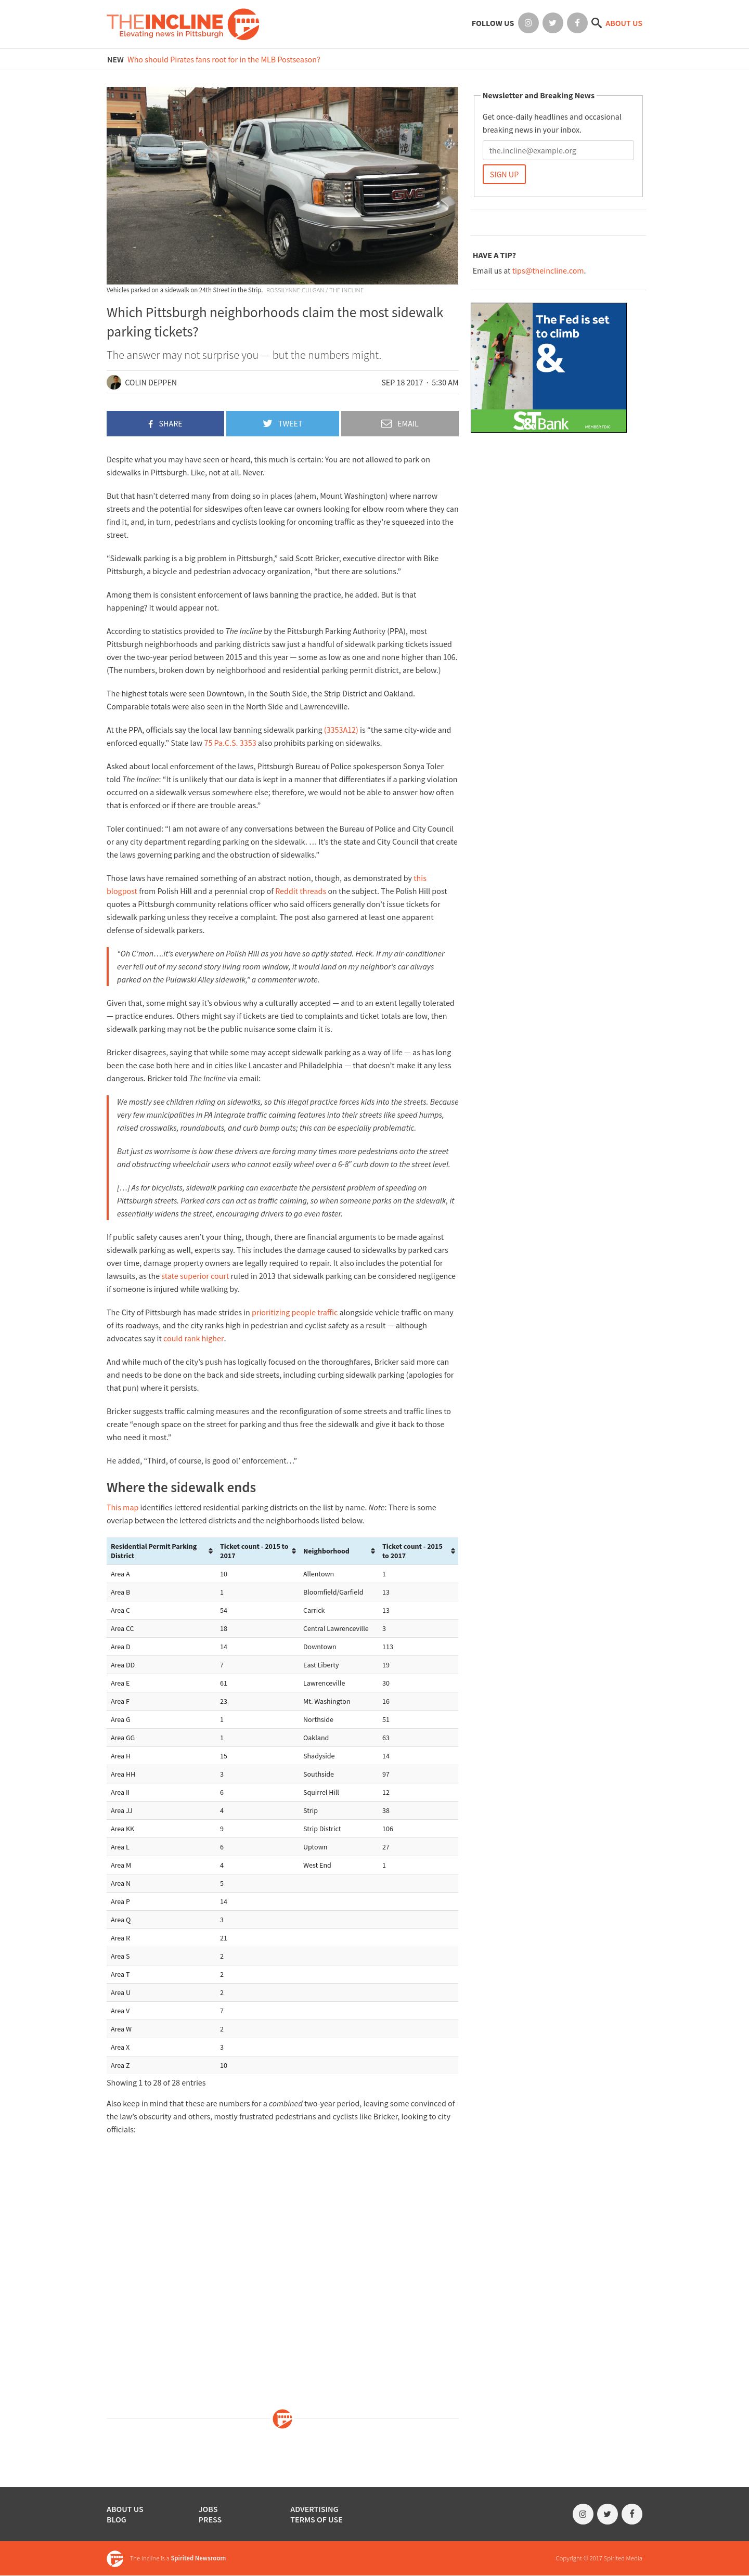 THEINCLINE
Elevating news in Pittsburgh
FOLLOW US
ABOUT US
NEW Who should Pirates fans root for in the MLB Postseason?
GMC
Vehicles parked on a sidewalk on 24th Street in the Strip. ROSSILYNNE CULGAN / THE INCLINE
Which Pittsburgh neighborhoods claim the most sidewalk
parking tickets?
The answer may not surprise you — but the numbers might.
COLIN DEPPEN
SEP 18 2017 · 5:30 AM
SHARE
TWEET
EMAIL
Despite what you may have seen or heard, this much is certain: You are not allowed to park on
sidewalks in Pittsburgh. Like, not at all. Never.
But that hasn't deterred many from doing so in places (ahem, Mount Washington) where narrow
streets and the potential for sideswipes often leave car owners looking for elbow room where they can
find it, and, in turn, pedestrians and cyclists looking for oncoming traffic as they're squeezed into the
street.
"Sidewalk parking is a big problem in Pittsburgh," said Scott Bricker, executive director with Bike
Pittsburgh, a bicycle and pedestrian advocacy organization, "but there are solutions."
Among them is consistent enforcement of laws banning the practice, he added. But is that
happening? It would appear not.
According to statistics provided to The Incline by the Pittsburgh Parking Authority (PPA), most
Pittsburgh neighborhoods and parking districts saw just a handful of sidewalk parking tickets issued
over the two-year period between 2015 and this year — some as low as one and none higher than 106.
(The numbers, broken down by neighborhood and residential parking permit district, are below.)
The highest totals were seen Downtown, in the South Side, the Strip District and Oakland.
Comparable totals were also seen in the North Side and Lawrenceville.
At the PPA, officials say the local law banning sidewalk parking (3353A12) is "the same city-wide and
enforced equally." State law 75 Pa.C.S. 3353 also prohibits parking on sidewalks.
Asked about local enforcement of the laws, Pittsburgh Bureau of Police spokesperson Sonya Toler
told The Incline: "It is unlikely that our data is kept in a manner that differentiates if a parking violation
occurred on a sidewalk versus somewhere else; therefore, we would not be able to answer how often
that is enforced or if there are trouble areas."
Toler continued: "I am not aware of any conversations between the Bureau of Police and City Council
or any city department regarding parking on the sidewalk. … It's the state and City Council that create
the laws governing parking and the obstruction of sidewalks."
Those laws have remained something of an abstract notion, though, as demonstrated by this
blogpost from Polish Hill and a perennial crop of Reddit threads on the subject. The Polish Hill post
quotes a Pittsburgh community relations officer who said officers generally don't issue tickets for
sidewalk parking unless they receive a complaint. The post also garnered at least one apparent
defense of sidewalk parkers.
"Oh C'mon….it's everywhere on Polish Hill as you have so aptly stated. Heck. If my air-conditioner
ever fell out of my second story living room window, it would land on my neighbor's car always
parked on the Pulawski Alley sidewalk," a commenter wrote.
Given that, some might say it's obvious why a culturally accepted — and to an extent legally tolerated
— practice endures. Others might say if tickets are tied to complaints and ticket totals are low, then
sidewalk parking may not be the public nuisance some claim it is.
Bricker disagrees, saying that while some may accept sidewalk parking as a way of life — as has long
been the case both here and in cities like Lancaster and Philadelphia — that doesn't make it any less
dangerous. Bricker told The Incline via email:
We mostly see children riding on sidewalks, so this illegal practice forces kids into the streets. Because
very few municipalities in PA integrate traffic calming features into their streets like speed humps,
raised crosswalks, roundabouts, and curb bump outs; this can be especially problematic.
But just as worrisome is how these drivers are forcing many times more pedestrians onto the street
and obstructing wheelchair users who cannot easily wheel over a 6-8" curb down to the street level.
[…] As for bicyclists, sidewalk parking can exacerbate the persistent problem of speeding on
Pittsburgh streets. Parked cars can act as traffic calming, so when someone parks on the sidewalk, it
essentially widens the street, encouraging drivers to go even faster.
If public safety causes aren't your thing, though, there are financial arguments to be made against
sidewalk parking as well, experts say. This includes the damage caused to sidewalks by parked cars
over time, damage property owners are legally required to repair. It also includes the potential for
lawsuits, as the state superior court ruled in 2013 that sidewalk parking can be considered negligence
if someone is injured while walking by.
The City of Pittsburgh has made strides in prioritizing people traffic alongside vehicle traffic on many
of its roadways, and the city ranks high in pedestrian and cyclist safety as a result — although
advocates say it could rank higher.
And while much of the city's push has logically focused on the thoroughfares, Bricker said more can
and needs to be done on the back and side streets, including curbing sidewalk parking (apologies for
that pun) where it persists.
Bricker suggests traffic calming measures and the reconfiguration of some streets and traffic lines to
create "enough space on the street for parking and thus free the sidewalk and give it back to those
who need it most."
He added, "Third, of course, is good ol' enforcement…"
Where the sidewalk ends
This map identifies lettered residential parking districts on the list by name. Note: There is some
overlap between the lettered districts and the neighborhoods listed below.
Residential Permit Parking District Ticket count - 2015 to 2017 Neighborhood Ticket count - 2015 to 2017
Area A 10 Allentown 1
Area B 1 Bloomfield/Garfield 13
Area C 54 Carrick 13
Area CC 18 Central Lawrenceville 3
Area D 14 Downtown 113
Area DD 7 East Liberty 19
Area E 61 Lawrenceville 30
Area F 23 Mt. Washington 16
Area G 1 Northside 51
Area GG 1 Oakland 63
Area H 15 Shadyside 14
Area HH 3 Southside 97
Area II 6 Squirrel Hill 12
Area JJ 4 Strip 38
Area KK 9 Strip District 106
Area L 6 Uptown 27
Area M 4 West End 1
Area N 5
Area P 14
Area Q 3
Area R 21
Area S 2
Area T 2
Area U 2
Area V 7
Area W 2
Area X 3
Area Z 10
Showing 1 to 28 of 28 entries
Also keep in mind that these are numbers for a combined two-year period, leaving some convinced of
the law's obscurity and others, mostly frustrated pedestrians and cyclists like Bricker, looking to city
officials:
Newsletter and Breaking News
Get once-daily headlines and occasional
breaking news in your inbox.
the.incline@example.org
SIGN UP
HAVE A TIP?
Email us at tips@theincline.com.
The Fed is set
to climb
&
S&T Bank
MEMBER FDIC
ABOUT US
JOBS
ADVERTISING
BLOG
PRESS
TERMS OF USE
The Incline is a Spirited Newsroom
Copyright © 2017 Spirited Media